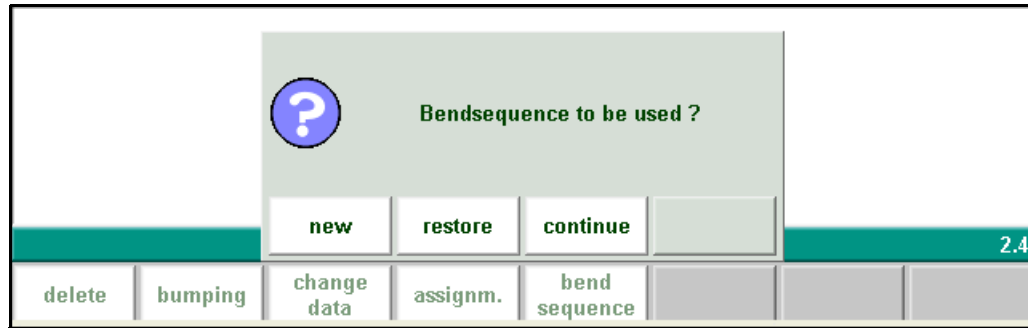 ?
Bendsequence to be used ?
new restore continue
2.4
delete bumping change data assignm. bend sequence